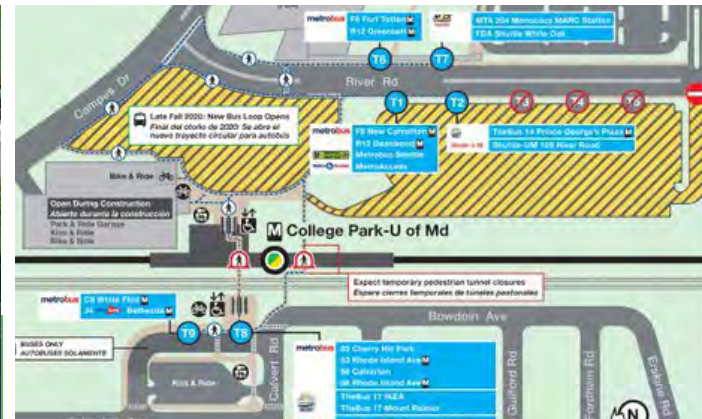 metrobus
F6 Fort Totten M
R12 Greenbelt M
MTA 204 Monocacy MARC Station
FDA Shuttle White Oak
T6
T7
River Rd
Campus Dr
T1
T2
T3
T4
T5
Late Fall 2020: New Bus Loop Opens
Final del otoño de 2020: Se abre el
nuevo trayecto circular para autobús
metrobus
F8 New Carrollton M
R12 Deanwood M
Metrobus Shuttle
MetroAccess
TheBus 14 Prince George's Plaza M
Shuttle-UM 109 River Road
Bike & Ride
Open During Construction
Abierto durante la construcción
Park & Ride Garage
Kiss & Ride
Bike & Ride
M College Park-U of Md
Expect temporary pedestrian tunnel closures
Espere cierres temporales de túneles peatonales
metrobus
C8 White Flint M
J4 Bethesda M
Bowdoin Ave
T9
T8
BUSES ONLY
AUTOBUSES SOLAMENTE
Kiss & Ride
Calvert Rd
metrobus
83 Cherry Hill Park
83 Rhode Island Ave M
86 Calverton
86 Rhode Island Ave M
TheBus 17 IKEA
TheBus 17 Mount Rainier
Guilford Rd
Fordham Rd
Erskine Rd
N